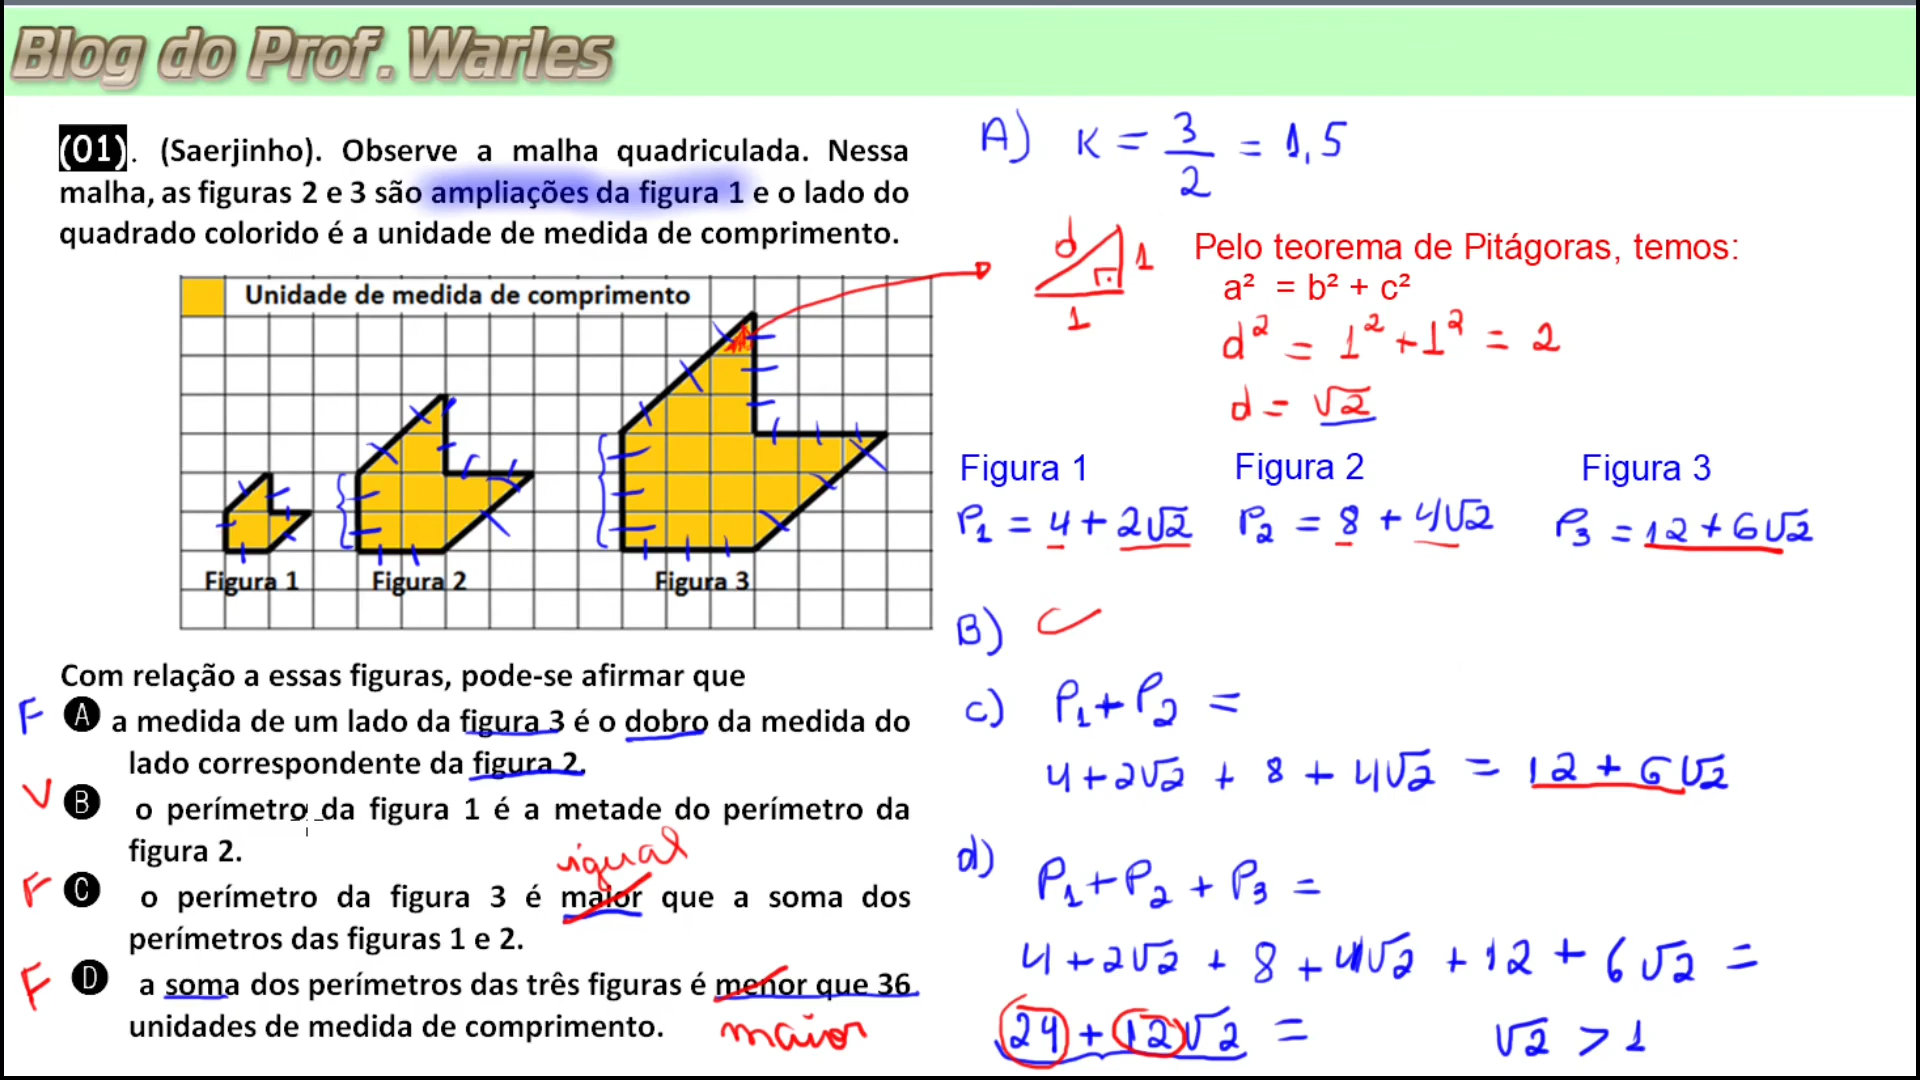 Blog do Prof. Warles
(01). (Saerjinho). Observe a malha quadriculada. Nessa
malha, as figuras 2 e 3 são ampliações da figura 1 e o lado do
quadrado colorido é a unidade de medida de comprimento.
Unidade de medida de comprimento
Figura 1
Figura 2
Figura 3
Com relação a essas figuras, pode-se afirmar que
F A a medida de um lado da figura 3 é o dobro da medida do
lado correspondente da figura 2.
V B o perímetro da figura 1 é a metade do perímetro da
figura 2.
igual
F C o perímetro da figura 3 é maior que a soma dos
perímetros das figuras 1 e 2.
F D a soma dos perímetros das três figuras é menor que 36
unidades de medida de comprimento.
maior
A) K = 3/2 = 1,5
d 1
1
Pelo teorema de Pitágoras, temos:
a² = b² + c²
d² = 1² + 1² = 2
d = √2
Figura 1 Figura 2 Figura 3
P₁ = 4 + 2√2 P₂ = 8 + 4√2 P₃ = 12 + 6√2
B)
c) P₁ + P₂ =
4 + 2√2 + 8 + 4√2 = 12 + 6√2
d) P₁ + P₂ + P₃ =
4 + 2√2 + 8 + 4√2 + 12 + 6√2 =
24 + 12√2 = √2 > 1